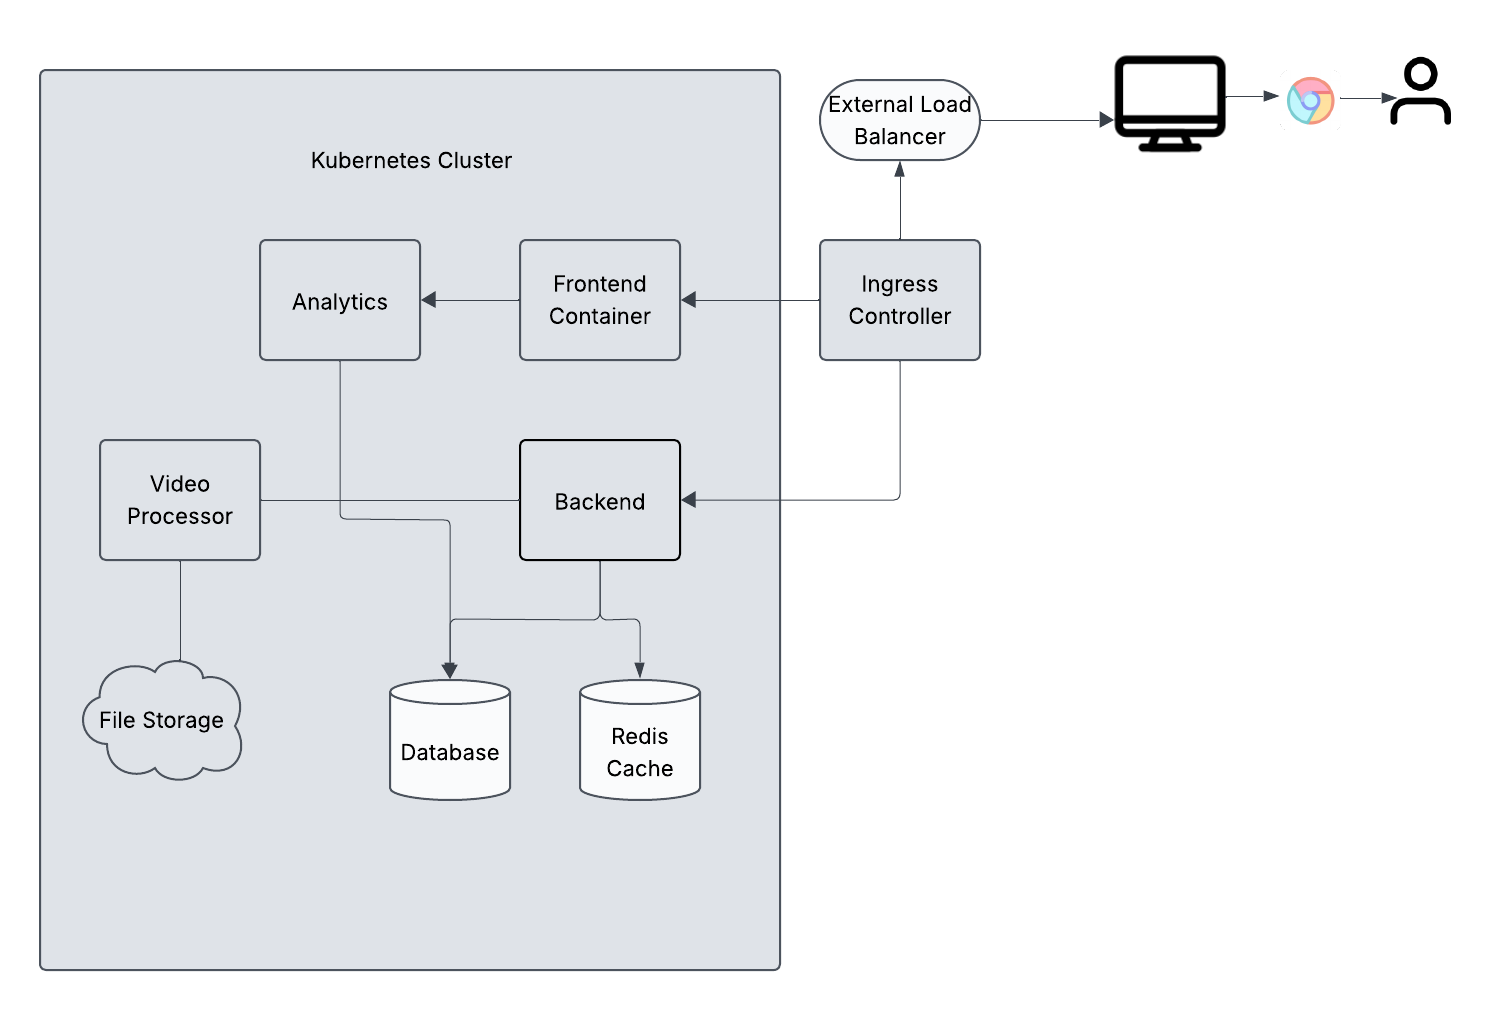 External Load
Balancer
Kubernetes Cluster
Analytics
Frontend
Container
Ingress
Controller
Video
Processor
Backend
File Storage
Database
Redis
Cache